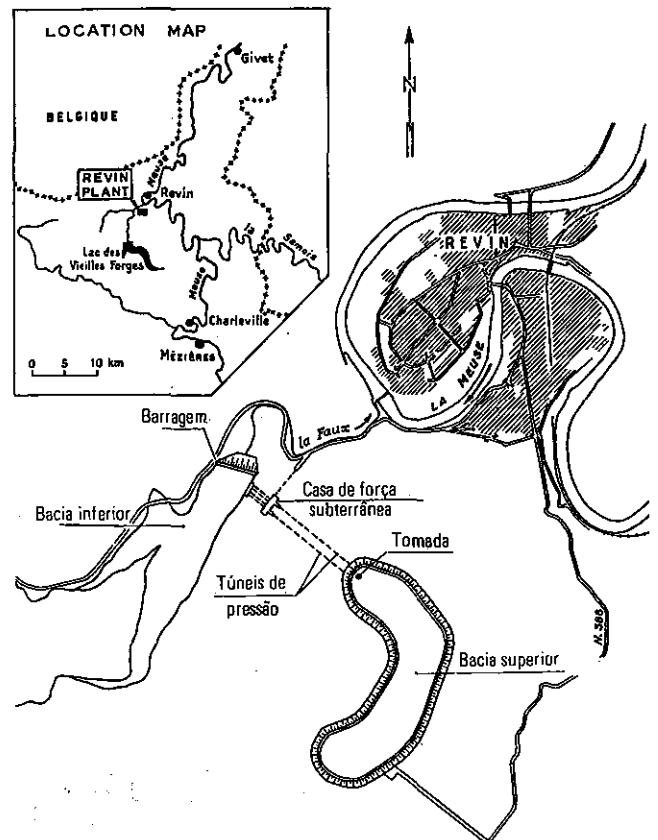 LOCATION MAP
Givet
BELGIQUE
Meuse
REVIN
PLANT
Revin
la
Semois
Lac des
Vieilles Forges
Meuse
Charleville
Mézières
0 5 10 km
N
REVIN
LA MEUSE
la Faux
Barragem
Casa de força
subterrânea
Bacia inferior
Tomada
Túneis de
pressão
Bacia superior
N. 388